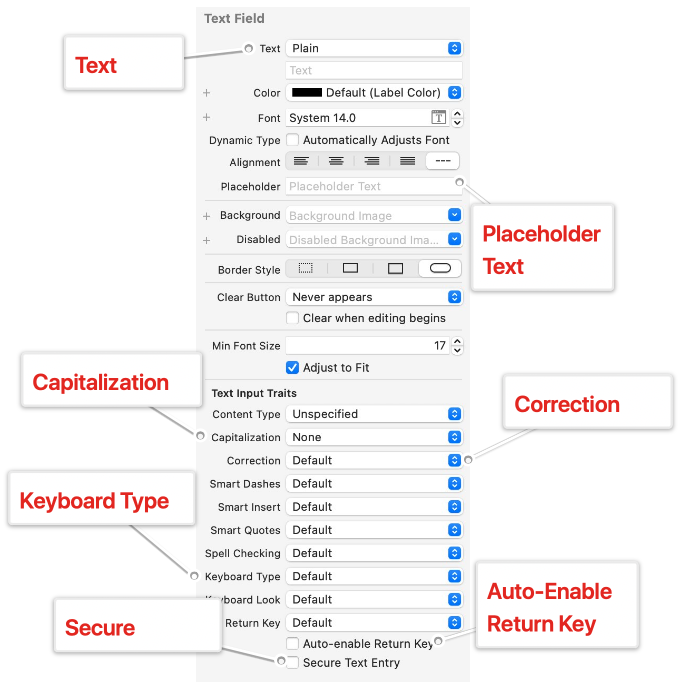 Text Field
Text
Text Plain
Text
Color Default (Label Color)
Font System 14.0 T
Dynamic Type Automatically Adjusts Font
Alignment ---
Placeholder Placeholder Text
Placeholder
Text
Background Background Image
Disabled Disabled Background Ima...
Border Style
Clear Button Never appears
Clear when editing begins
Min Font Size 17
Adjust to Fit
Capitalization
Text Input Traits
Content Type Unspecified
Correction
Capitalization None
Correction Default
Smart Dashes Default
Keyboard Type
Smart Insert Default
Smart Quotes Default
Spell Checking Default
Keyboard Type Default
Auto-Enable
Return Key
Keyboard Look Default
Secure
Return Key Default
Auto-enable Return Key
Secure Text Entry